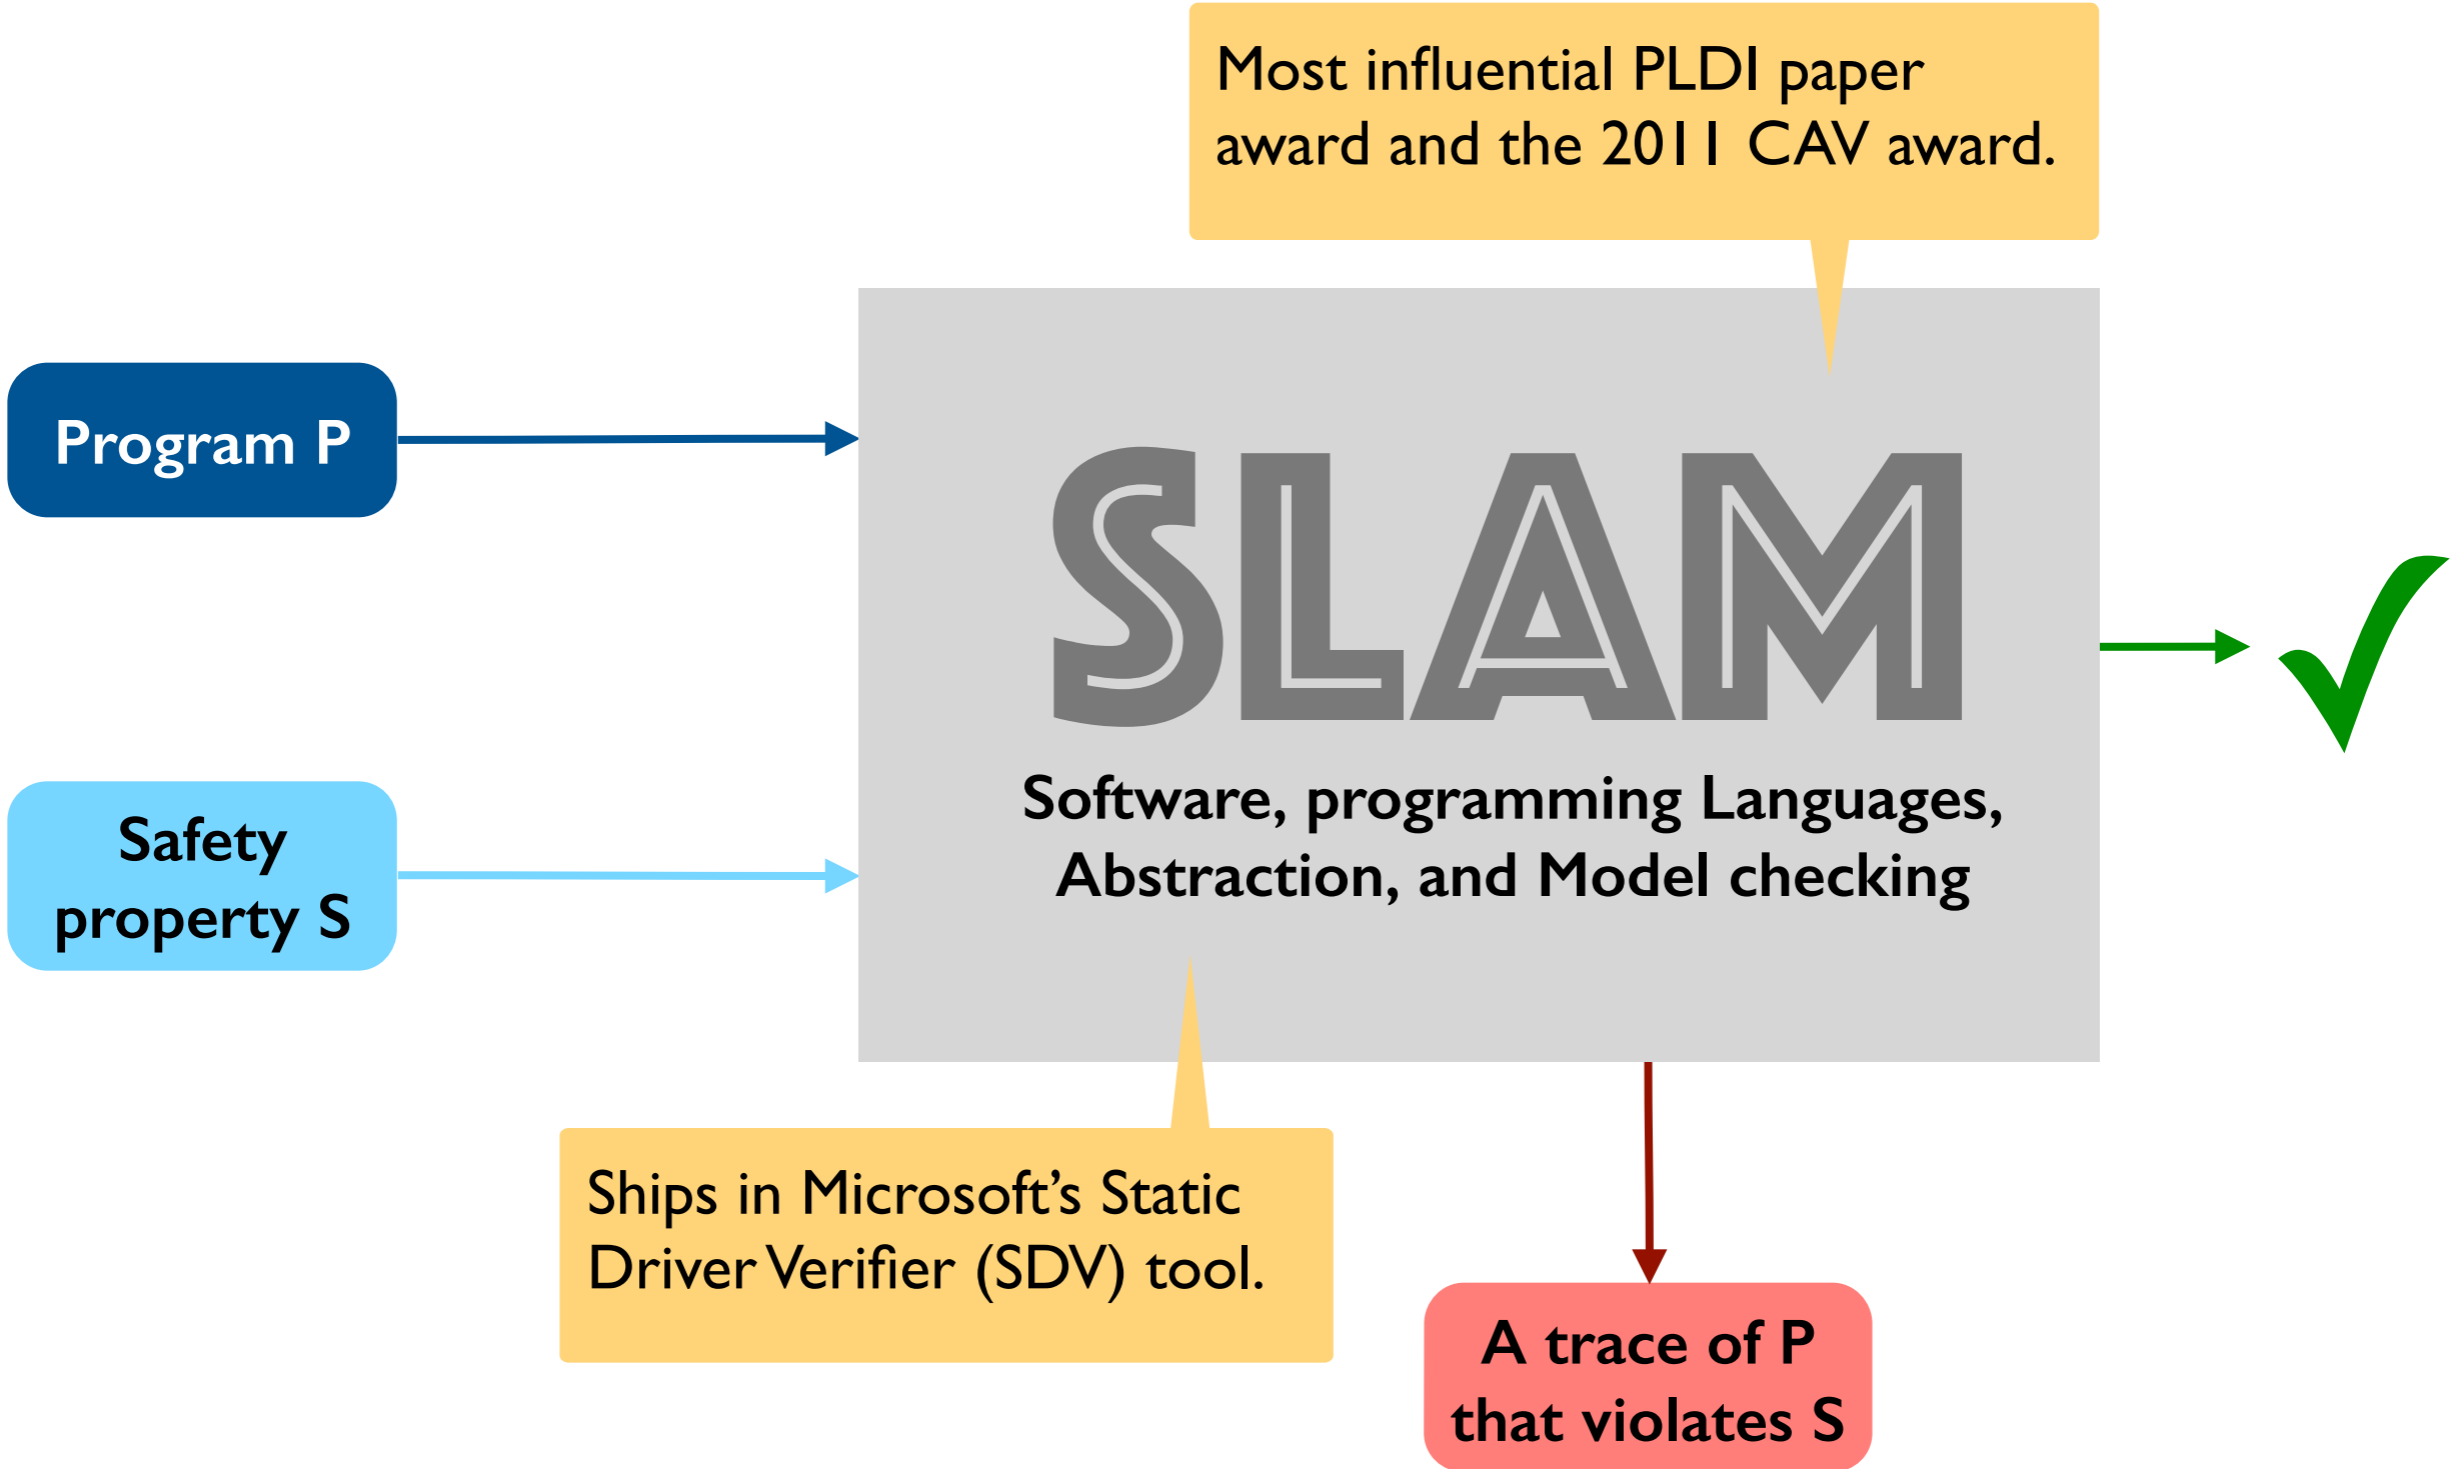 Most influential PLDI paper
award and the 2011 CAV award.
Program P
SLAM
Safety
property S
Software, programming Languages,
Abstraction, and Model checking
Ships in Microsoft’s Static
Driver Verifier (SDV) tool.
A trace of P
that violates S